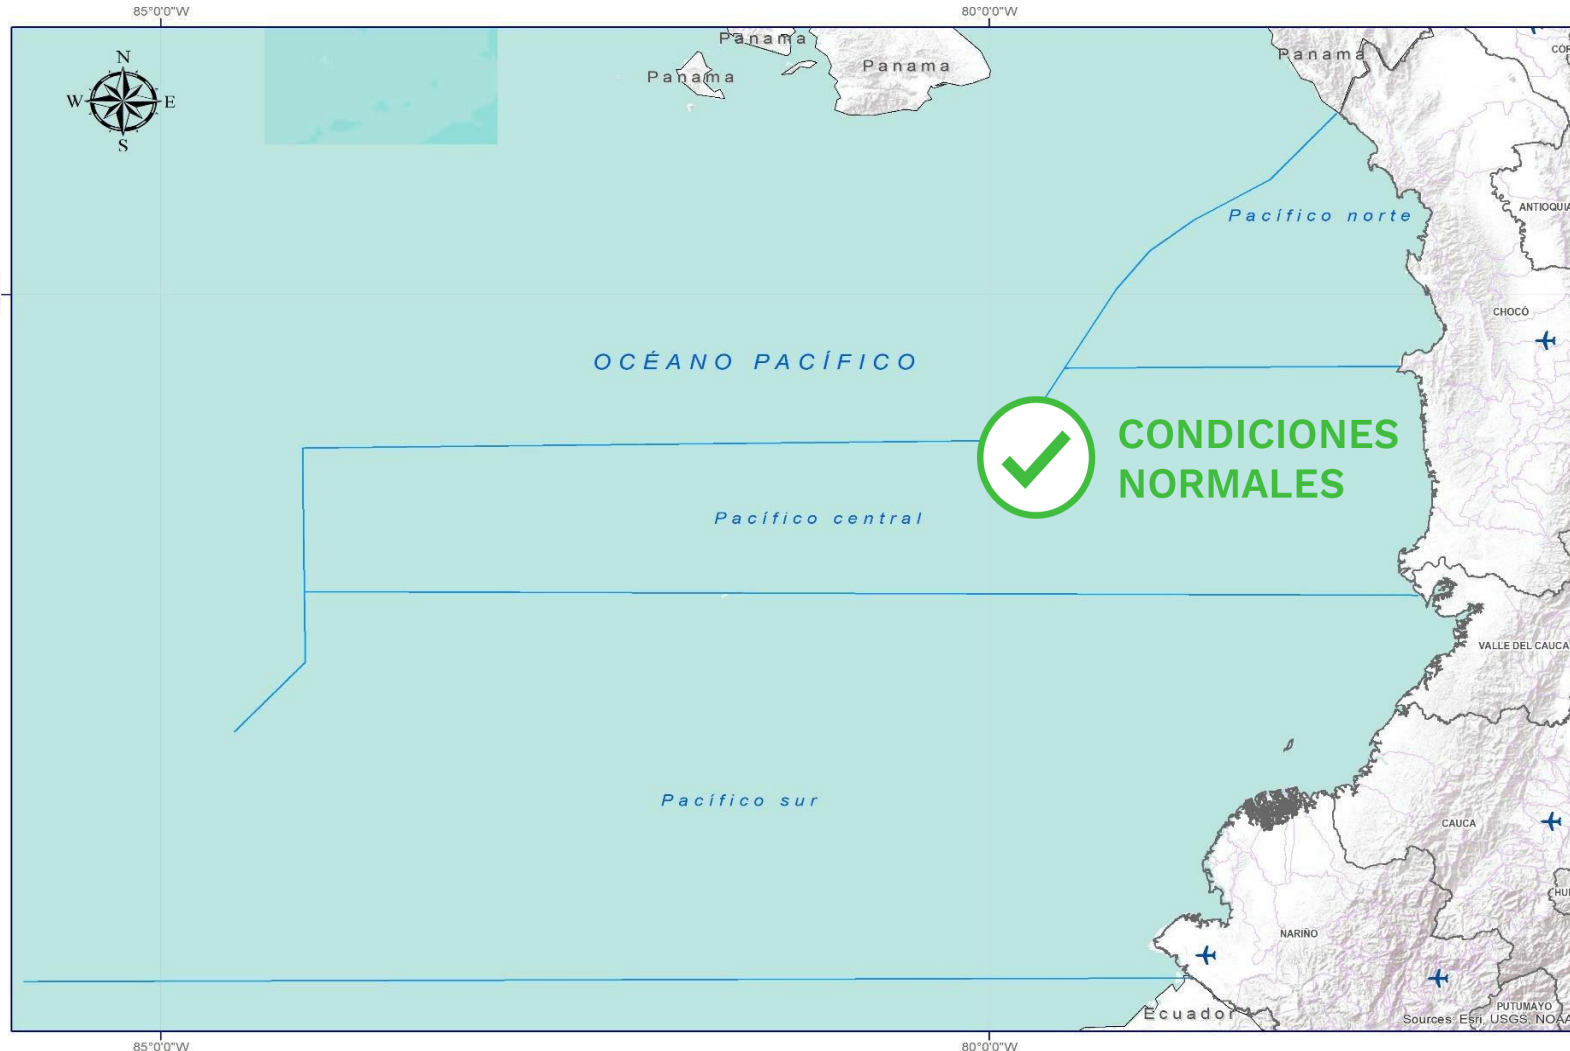 85°0'0"W
80°0'0"W
N
W E
S
Panama
Panama
Panama
Panama
COR
ANTIOQUIA
Pacífico norte
CHOCÓ
OCÉANO PACÍFICO
CONDICIONES
NORMALES
Pacífico central
VALLE DEL CAUCA
Pacífico sur
CAUCA
HUI
NARIÑO
PUTUMAYO
Ecuador
Sources: Esri, USGS, NOAA
85°0'0"W
80°0'0"W